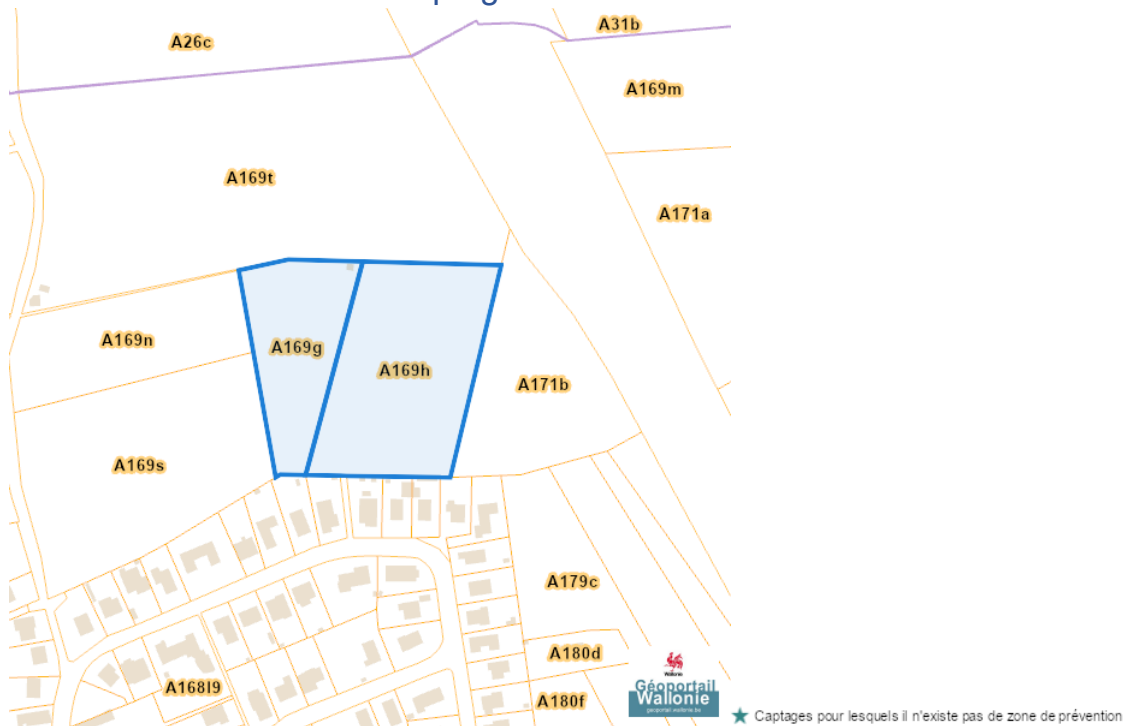 A31b
A26c
A169m
A169t
A171a
A169n
A169g
A169h
A171b
A169s
A179c
A180d
A168l9
A180f
Wallonie
Géoportail
Wallonie
geoportail.wallonie.be
Captages pour lesquels il n'existe pas de zone de prévention